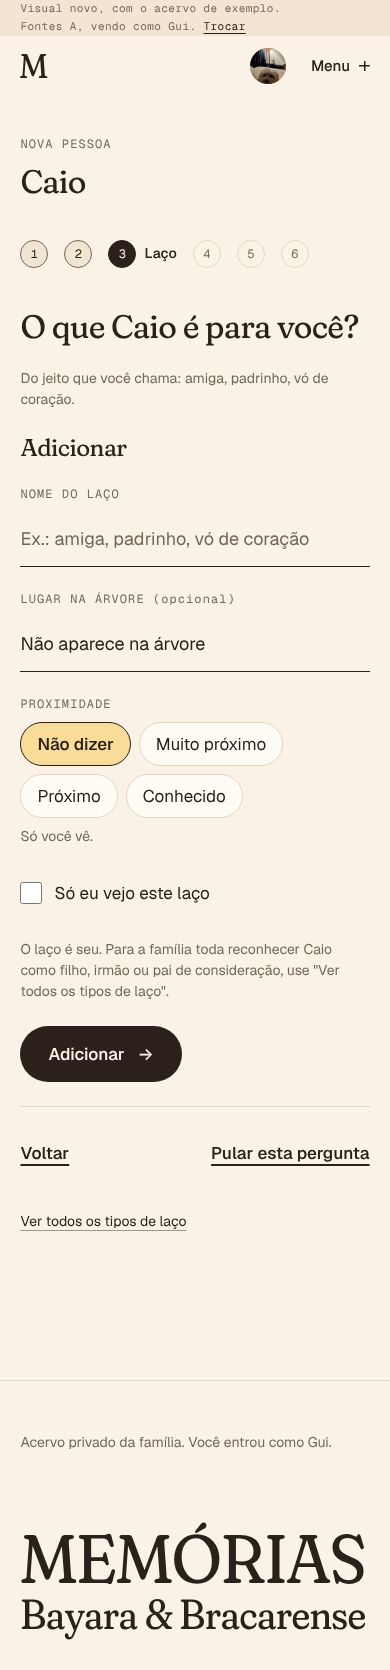 Visual novo, com o acervo de exemplo.
Fontes A, vendo como Gui. Trocar
M
Menu +
NOVA PESSOA
Caio
1 2 3 Laço 4 5 6
O que Caio é para você?
Do jeito que você chama: amiga, padrinho, vó de
coração.
Adicionar
NOME DO LAÇO
Ex.: amiga, padrinho, vó de coração
LUGAR NA ÁRVORE (opcional)
Não aparece na árvore
PROXIMIDADE
Não dizer Muito próximo
Próximo Conhecido
Só você vê.
Só eu vejo este laço
O laço é seu. Para a família toda reconhecer Caio
como filho, irmão ou pai de consideração, use "Ver
todos os tipos de laço".
Adicionar →
Voltar Pular esta pergunta
Ver todos os tipos de laço
Acervo privado da família. Você entrou como Gui.
MEMÓRIAS
Bayara & Bracarense